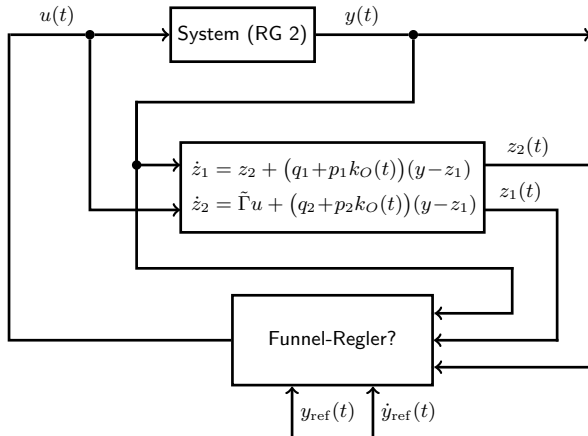 u(t)
System (RG 2)
y(t)
ż₁ = z₂ + (q₁+p₁k_O(t))(y−z₁)
ż₂ = Γ̃u + (q₂+p₂k_O(t))(y−z₁)
z₂(t)
z₁(t)
Funnel-Regler?
y_ref(t)
ẏ_ref(t)